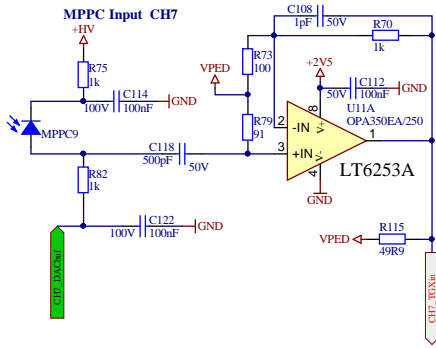 MPPC Input  CH7
+HV
R75
1k
C114
100V
100nF
GND
MPPC9
R82
1k
C118
500pF
50V
C122
100V
100nF
GND
CH7_DACbuf
VPED
R73
100
R79
91
C108
1pF
50V
R70
1k
+2V5
C112
50V
100nF
GND
U11A
OPA350EA/250
2
-IN
3
+IN
8
V+
V-
4
1
LT6253A
GND
VPED
R115
49R9
CH7_TGXin